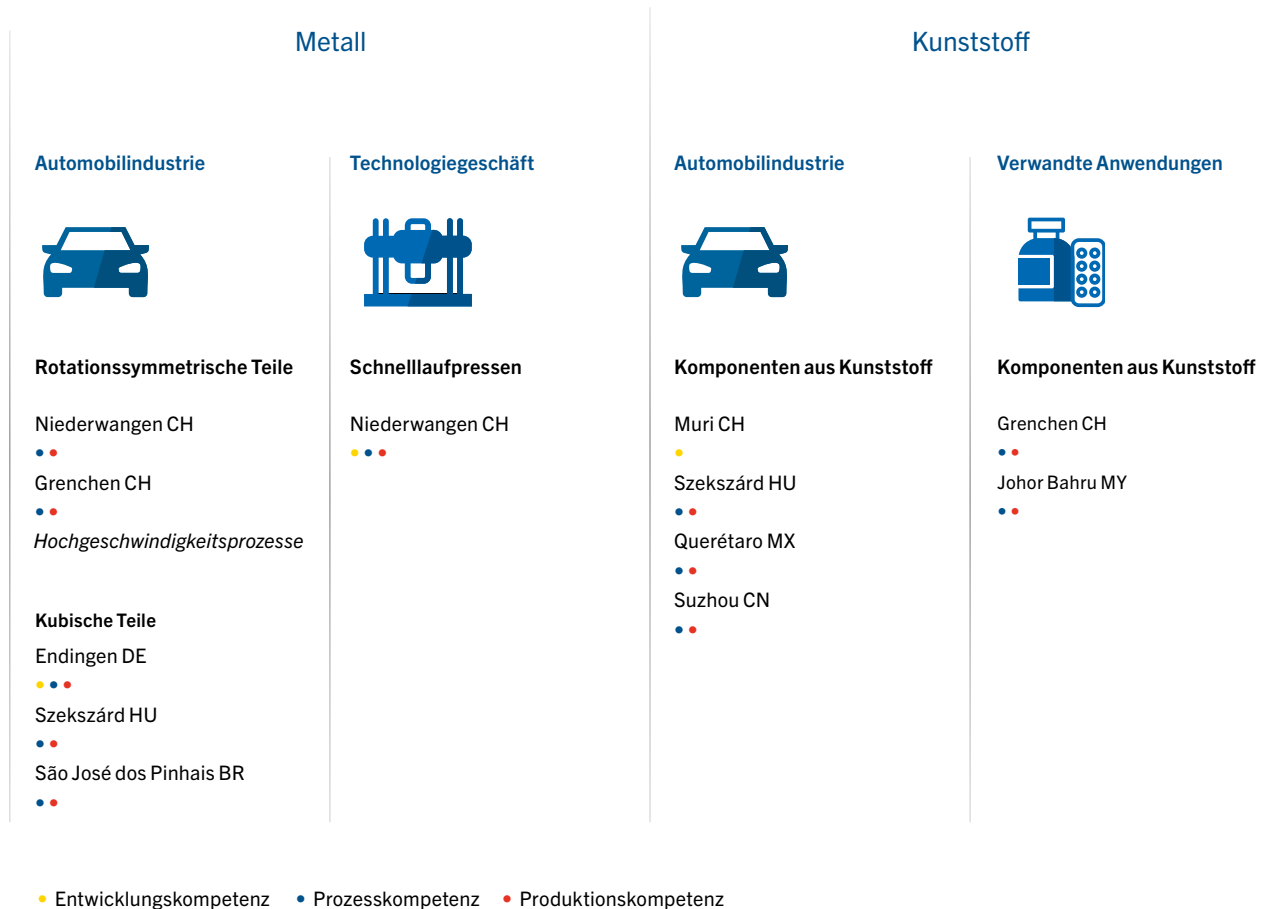 Metall
Kunststoff
Automobilindustrie
Rotationssymmetrische Teile
Niederwangen CH
Grenchen CH
Hochgeschwindigkeitsprozesse
Kubische Teile
Endingen DE
Szekszárd HU
São José dos Pinhais BR
Technologiegeschäft
Schnelllaufpressen
Niederwangen CH
Automobilindustrie
Komponenten aus Kunststoff
Muri CH
Szekszárd HU
Querétaro MX
Suzhou CN
Verwandte Anwendungen
Komponenten aus Kunststoff
Grenchen CH
Johor Bahru MY
Entwicklungskompetenz
Prozesskompetenz
Produktionskompetenz